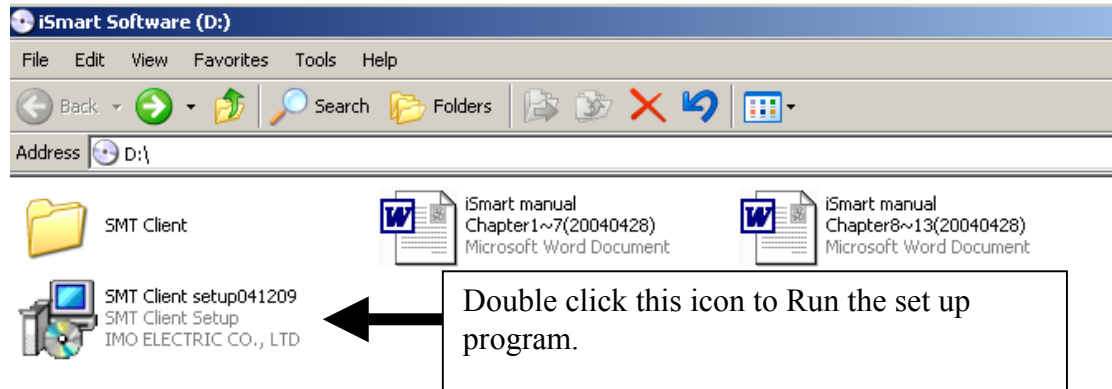 iSmart Software (D:)
File Edit View Favorites Tools Help
Back Search Folders
Address D:\
SMT Client
iSmart manual
Chapter1~7(20040428)
Microsoft Word Document
iSmart manual
Chapter8~13(20040428)
Microsoft Word Document
SMT Client setup041209
SMT Client Setup
IMO ELECTRIC CO., LTD
Double click this icon to Run the set up
program.